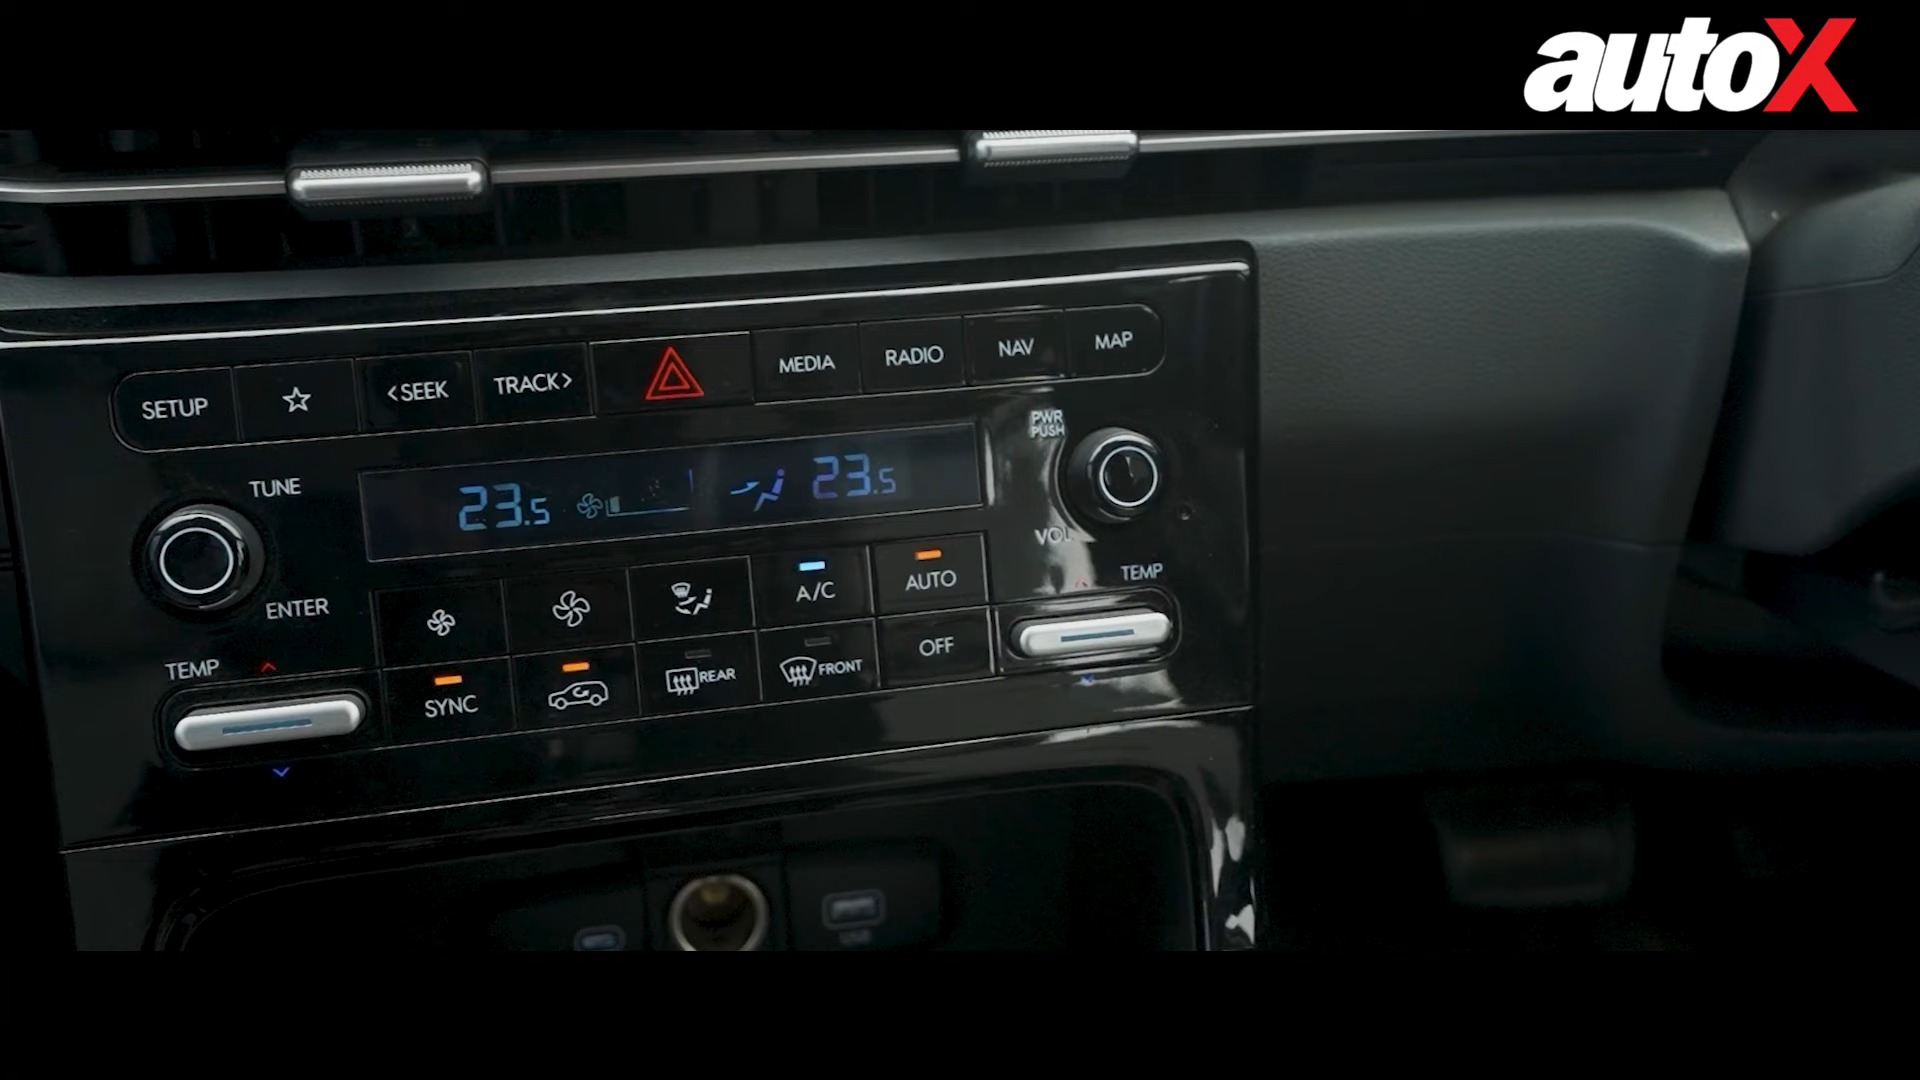 autoX
SETUP
<SEEK
TRACK>
MEDIA
RADIO
NAV
MAP
PWR
PUSH
VOL
TUNE
ENTER
23.5
23.5
A/C
AUTO
TEMP
TEMP
SYNC
REAR
FRONT
OFF